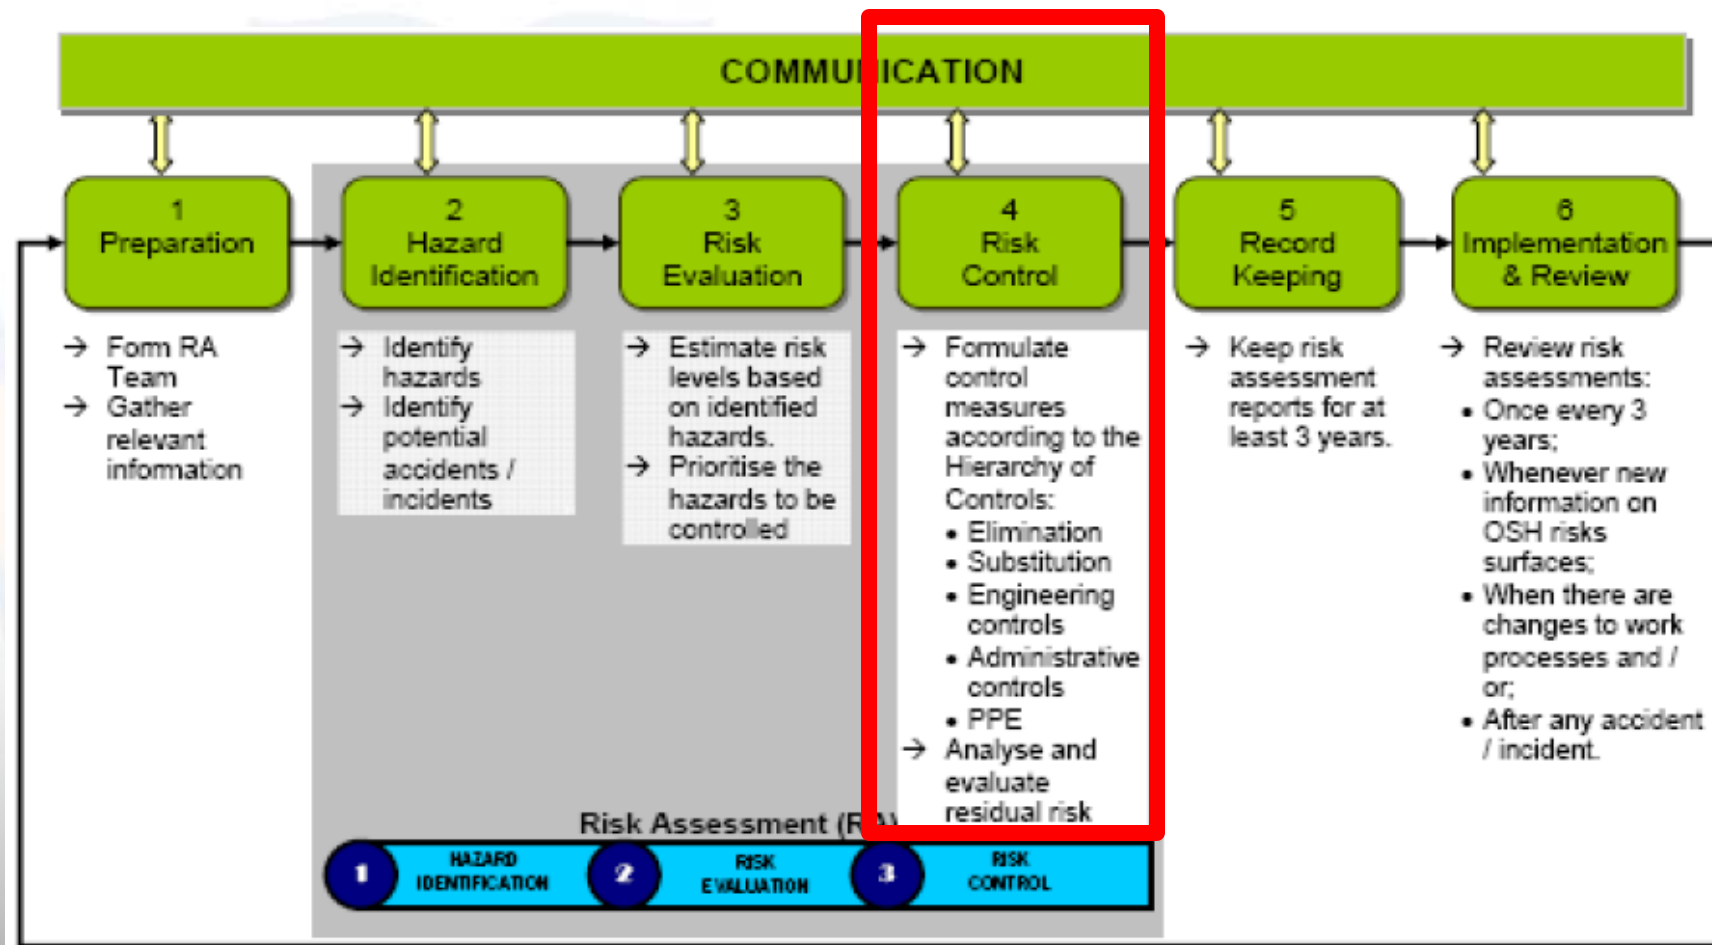 COMMUNICATION
1
Preparation
2
Hazard
Identification
3
Risk
Evaluation
4
Risk
Control
5
Record
Keeping
6
Implementation
& Review
→ Form RA
Team
→ Gather
relevant
information
→ Identify
hazards
→ Identify
potential
accidents /
incidents
→ Estimate risk
levels based
on identified
hazards.
→ Prioritise the
hazards to be
controlled
→ Formulate
control
measures
according to the
Hierarchy of
Controls:
• Elimination
• Substitution
• Engineering
controls
• Administrative
controls
• PPE
→ Analyse and
evaluate
residual risk
→ Keep risk
assessment
reports for at
least 3 years.
→ Review risk
assessments:
• Once every 3
years;
• Whenever new
information on
OSH risks
surfaces;
• When there are
changes to work
processes and /
or;
• After any accident
/ incident.
Risk Assessment (RA)
1
HAZARD
IDENTIFICATION
2
RISK
EVALUATION
3
RISK
CONTROL